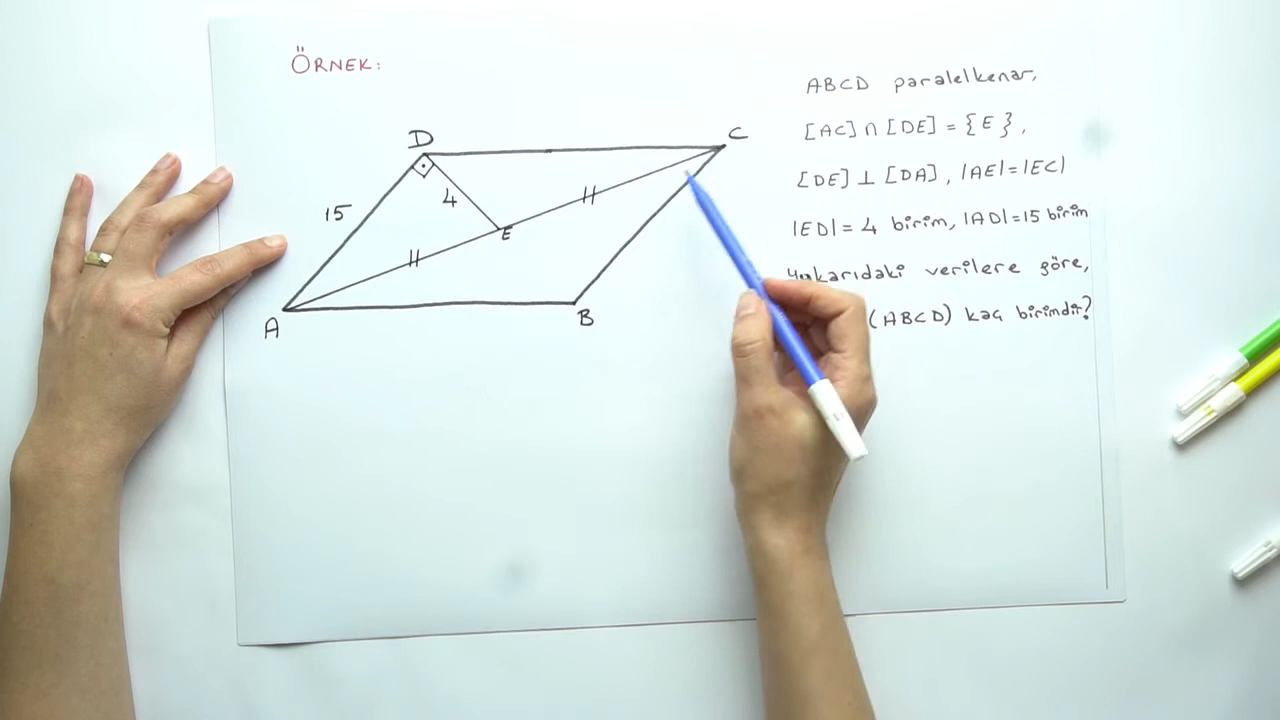 ÖRNEK:
D
C
15
4
E
A
B
ABCD paralelkenar,
[AC]∩[DE]={E},
[DE]⊥[DA], |AE|=|EC|
|ED|=4 birim, |AD|=15 birim
yukarıdaki verilere göre,
(ABCD) kaç birimdir?